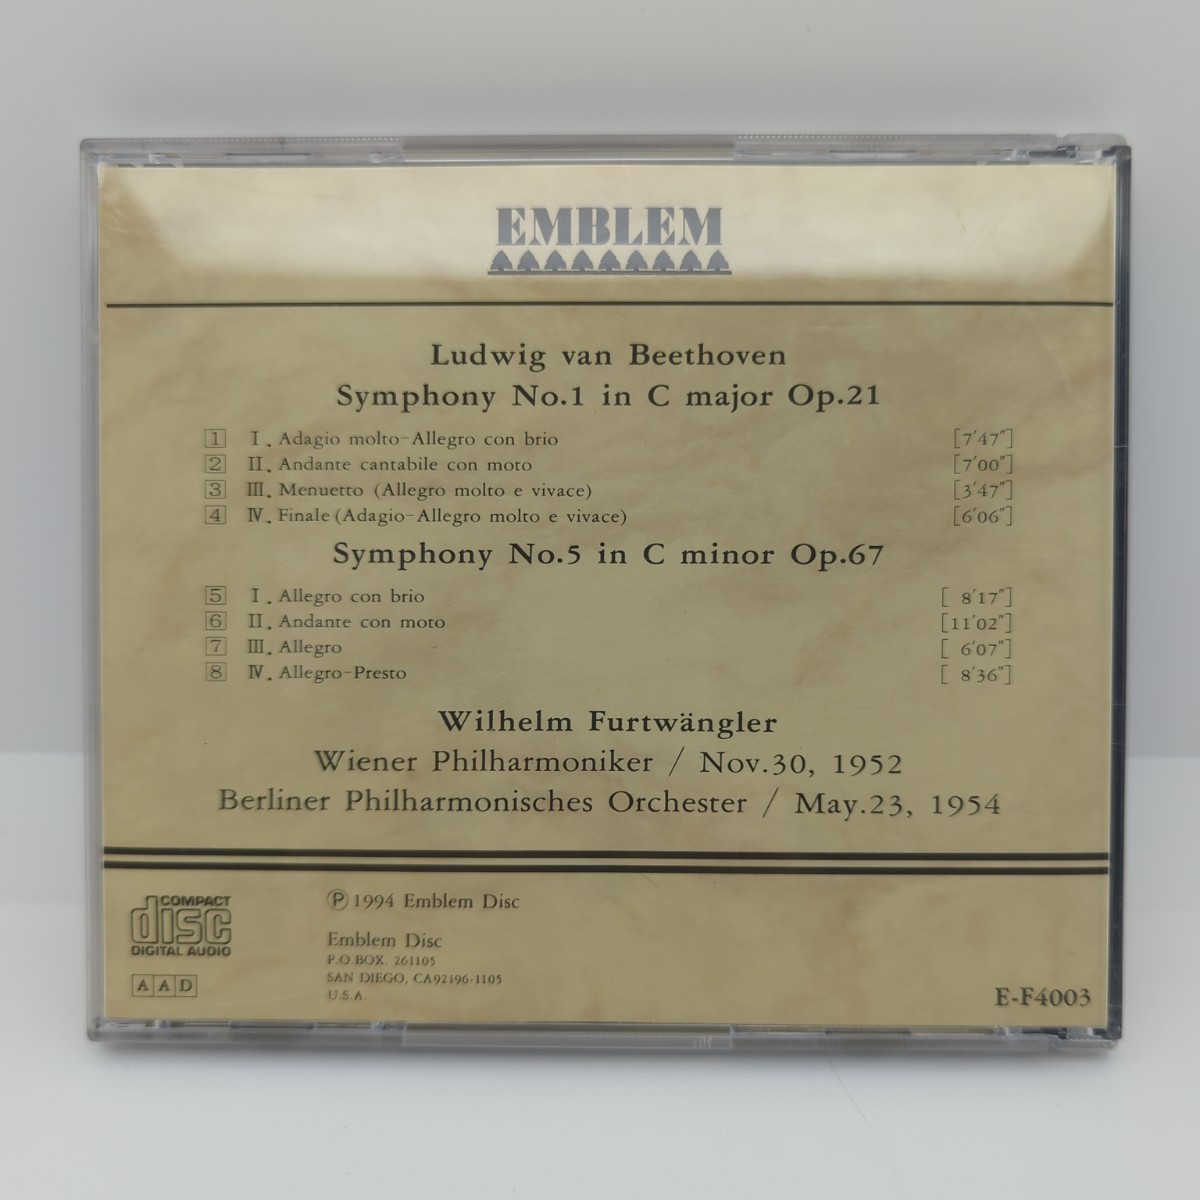 EMBLEM
Ludwig van Beethoven
Symphony No.1 in C major Op.21
1 I. Adagio molto-Allegro con brio [7'47"]
2 II. Andante cantabile con moto [7'00"]
3 III. Menuetto (Allegro molto e vivace) [3'47"]
4 IV. Finale (Adagio-Allegro molto e vivace) [6'06"]
Symphony No.5 in C minor Op.67
5 I. Allegro con brio [ 8'17"]
6 II. Andante con moto [11'02"]
7 III. Allegro [ 6'07"]
8 IV. Allegro-Presto [ 8'36"]
Wilhelm Furtwängler
Wiener Philharmoniker / Nov.30, 1952
Berliner Philharmonisches Orchester / May.23, 1954
COMPACT
disc
DIGITAL AUDIO
AAD
Ⓟ 1994 Emblem Disc
Emblem Disc
P.O.BOX. 261105
SAN DIEGO, CA92196-1105
U.S.A.
E-F4003